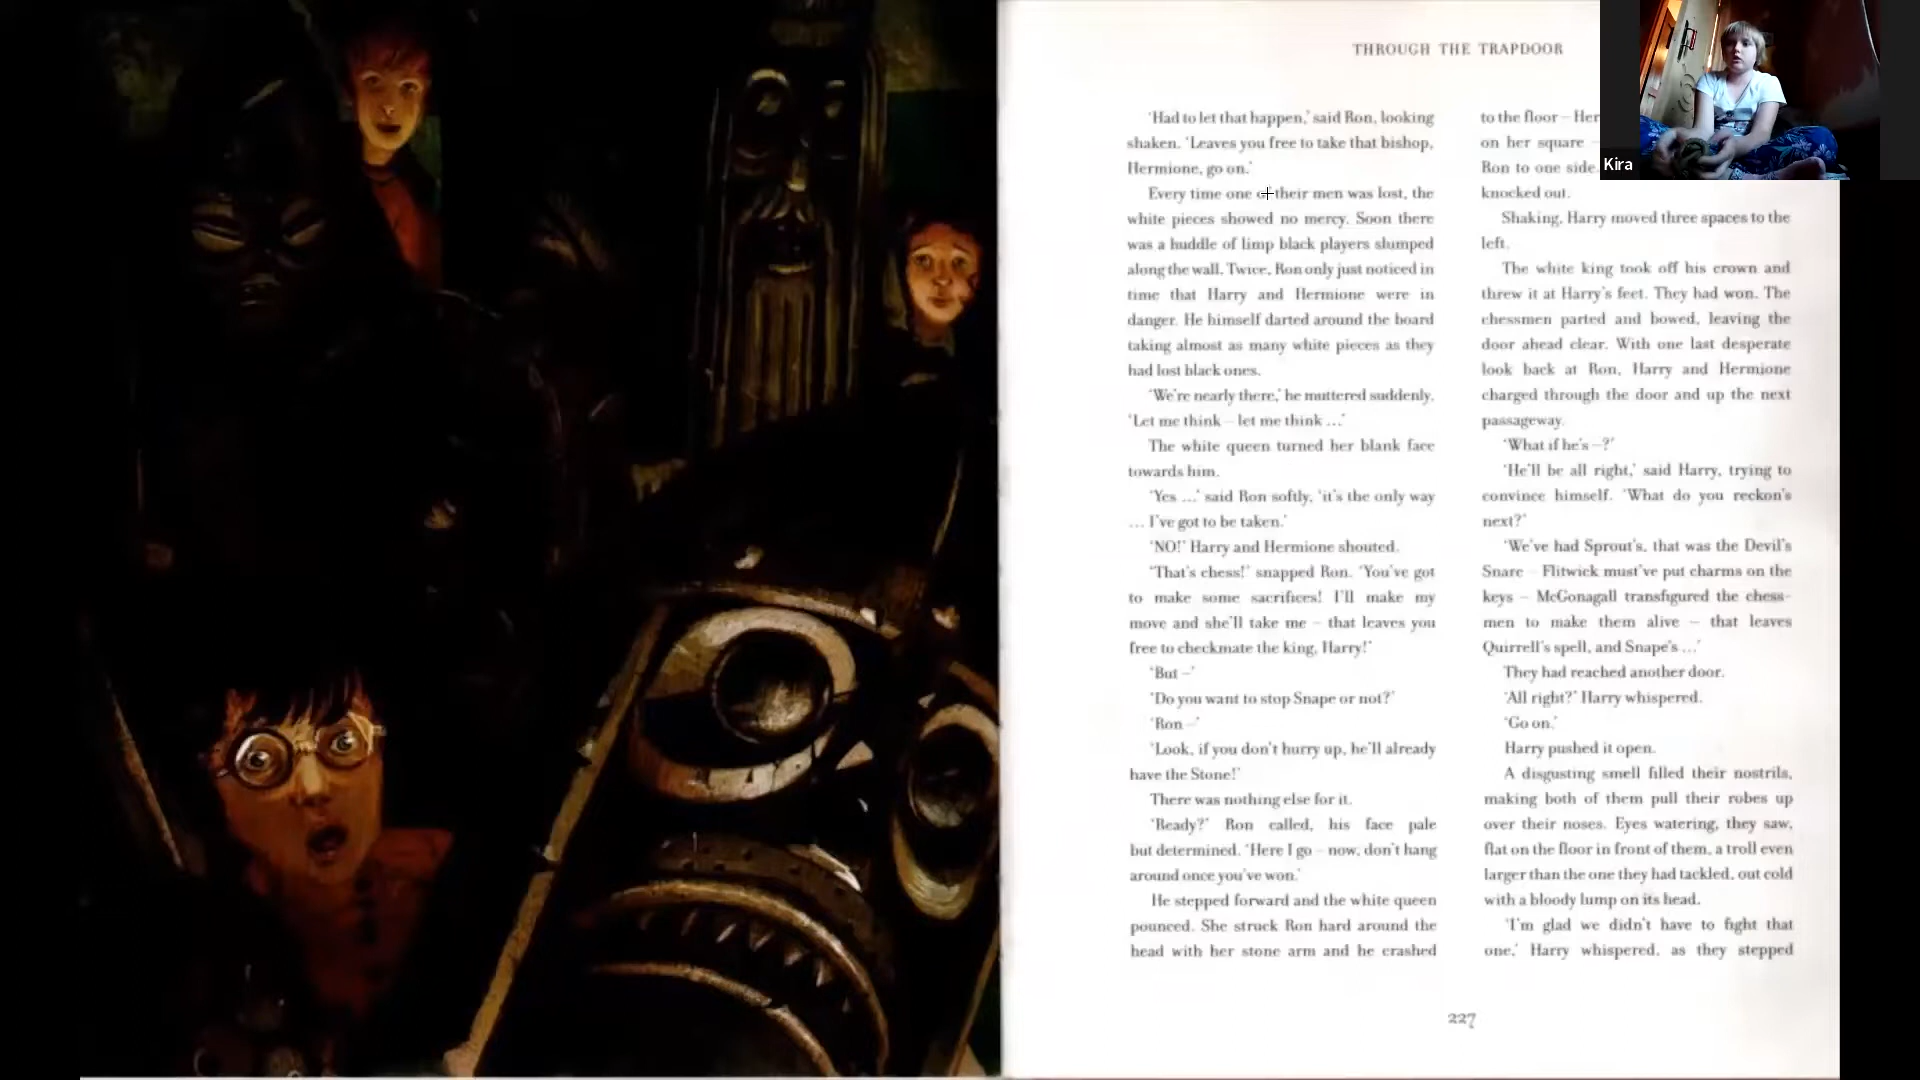 THROUGH THE TRAPDOOR
'Had to let that happen,' said Ron, looking
shaken. 'Leaves you free to take that bishop,
Hermione, go on.'
Every time one of their men was lost, the
white pieces showed no mercy. Soon there
was a huddle of limp black players slumped
along the wall. Twice, Ron only just noticed in
time that Harry and Hermione were in
danger. He himself darted around the board
taking almost as many white pieces as they
had lost black ones.
'We're nearly there,' he muttered suddenly.
'Let me think – let me think ...'
The white queen turned her blank face
towards him.
'Yes ...' said Ron softly, 'it's the only way
... I've got to be taken.'
'NO!' Harry and Hermione shouted.
'That's chess!' snapped Ron. 'You've got
to make some sacrifices! I'll make my
move and she'll take me – that leaves you
free to checkmate the king, Harry!'
'But –'
'Do you want to stop Snape or not?'
'Ron –'
'Look, if you don't hurry up, he'll already
have the Stone!'
There was nothing else for it.
'Ready?' Ron called, his face pale
but determined. 'Here I go – now, don't hang
around once you've won.'
He stepped forward and the white queen
pounced. She struck Ron hard around the
head with her stone arm and he crashed
to the floor – Her
on her square –
Ron to one side.
knocked out.
Shaking, Harry moved three spaces to the
left.
The white king took off his crown and
threw it at Harry's feet. They had won. The
chessmen parted and bowed, leaving the
door ahead clear. With one last desperate
look back at Ron, Harry and Hermione
charged through the door and up the next
passageway.
'What if he's –?'
'He'll be all right,' said Harry, trying to
convince himself. 'What do you reckon's
next?'
'We've had Sprout's, that was the Devil's
Snare – Flitwick must've put charms on the
keys – McGonagall transfigured the chess-
men to make them alive – that leaves
Quirrell's spell, and Snape's ...'
They had reached another door.
'All right?' Harry whispered.
'Go on.'
Harry pushed it open.
A disgusting smell filled their nostrils,
making both of them pull their robes up
over their noses. Eyes watering, they saw,
flat on the floor in front of them, a troll even
larger than the one they had tackled, out cold
with a bloody lump on its head.
'I'm glad we didn't have to fight that
one,' Harry whispered, as they stepped
227
Kira